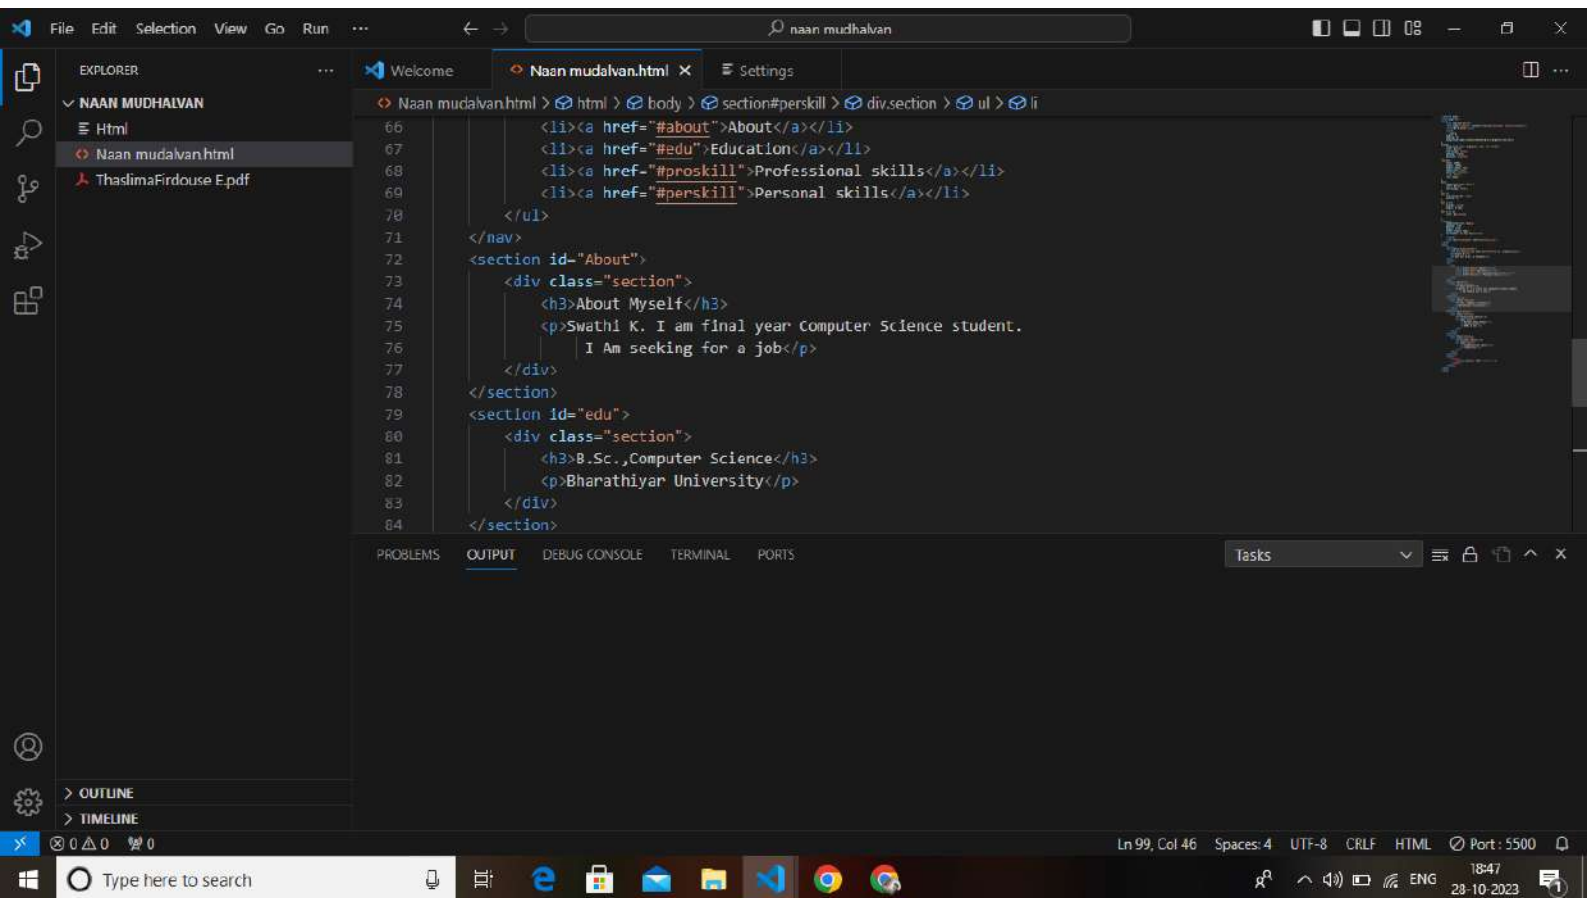 File Edit Selection View Go Run ··· ← → naan mudhalvan
EXPLORER ···
NAAN MUDHALVAN
Html
Naan mudalvan.html
ThaslimaFirdouse E.pdf
OUTLINE
TIMELINE
Welcome Naan mudalvan.html × Settings
Naan mudalvan.html > html > body > section#perskill > div.section > ul > li
66 <li><a href="#about">About</a></li>
67 <li><a href="#edu">Education</a></li>
68 <li><a href="#proskill">Professional skills</a></li>
69 <li><a href="#perskill">Personal skills</a></li>
70 </ul>
71 </nav>
72 <section id="About">
73 <div class="section">
74 <h3>About Myself</h3>
75 <p>Swathi K. I am final year Computer Science student.
76 I Am seeking for a job</p>
77 </div>
78 </section>
79 <section id="edu">
80 <div class="section">
81 <h3>B.Sc.,Computer Science</h3>
82 <p>Bharathiyar University</p>
83 </div>
84 </section>
PROBLEMS OUTPUT DEBUG CONSOLE TERMINAL PORTS Tasks
0 0 0 Ln 99, Col 46 Spaces: 4 UTF-8 CRLF HTML Port : 5500
Type here to search ENG 18:47
28-10-2023 1